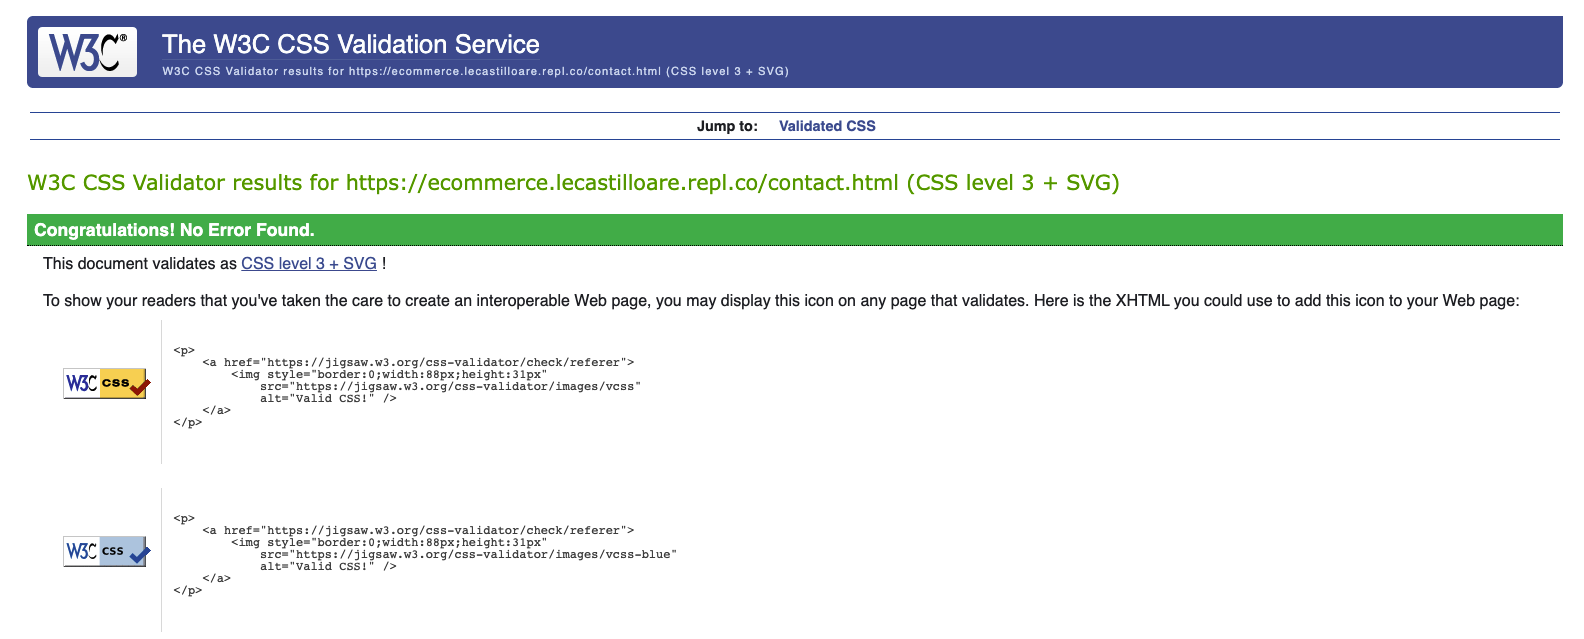 W3C®
The W3C CSS Validation Service
W3C CSS Validator results for https://ecommerce.lecastilloare.repl.co/contact.html (CSS level 3 + SVG)
Jump to: Validated CSS
W3C CSS Validator results for https://ecommerce.lecastilloare.repl.co/contact.html (CSS level 3 + SVG)
Congratulations! No Error Found.
This document validates as CSS level 3 + SVG !
To show your readers that you've taken the care to create an interoperable Web page, you may display this icon on any page that validates. Here is the XHTML you could use to add this icon to your Web page:
W3C css
<p>
    <a href="https://jigsaw.w3.org/css-validator/check/referer">
        <img style="border:0;width:88px;height:31px"
            src="https://jigsaw.w3.org/css-validator/images/vcss"
            alt="Valid CSS!" />
    </a>
</p>
W3C css
<p>
    <a href="https://jigsaw.w3.org/css-validator/check/referer">
        <img style="border:0;width:88px;height:31px"
            src="https://jigsaw.w3.org/css-validator/images/vcss-blue"
            alt="Valid CSS!" />
    </a>
</p>